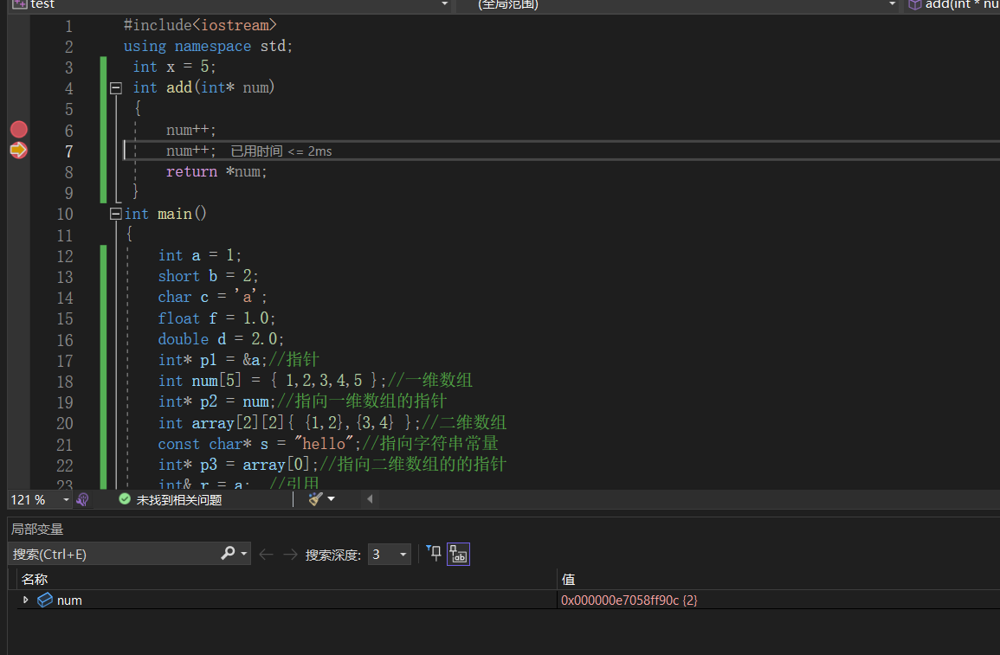 test
(全局范围)
add(int * nu
1 #include<iostream>
2 using namespace std;
3 int x = 5;
4 int add(int* num)
5 {
6 num++;
7 num++; 已用时间 <= 2ms
8 return *num;
9 }
10 int main()
11 {
12 int a = 1;
13 short b = 2;
14 char c = 'a';
15 float f = 1.0;
16 double d = 2.0;
17 int* p1 = &a;//指针
18 int num[5] = { 1,2,3,4,5 };//一维数组
19 int* p2 = num;//指向一维数组的指针
20 int array[2][2]{ {1,2},{3,4} };//二维数组
21 const char* s = "hello";//指向字符串常量
22 int* p3 = array[0];//指向二维数组的的指针
23 int& r = a; //引用
121 % 未找到相关问题
局部变量
搜索(Ctrl+E) 搜索深度: 3
名称 值
num 0x000000e7058ff90c {2}